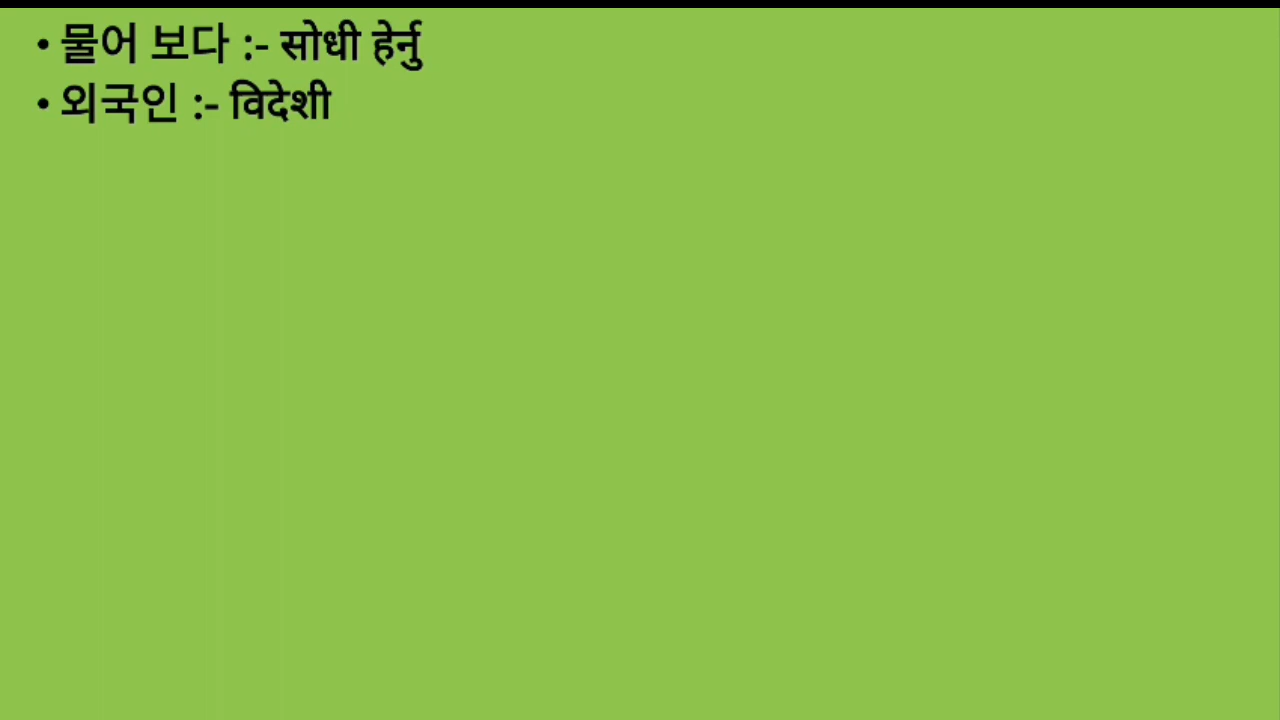 • 물어 보다 :- सोधी हेर्नु
• 외국인 :- विदेशी